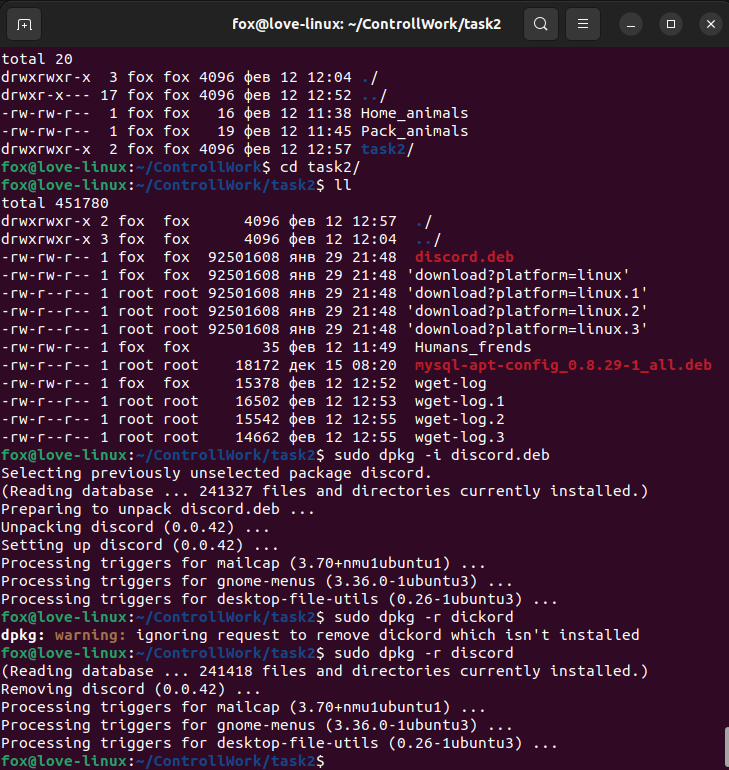 fox@love-linux: ~/ControllWork/task2
total 20
drwxrwxr-x  3 fox fox 4096 фев 12 12:04 ./
drwxr-x--- 17 fox fox 4096 фев 12 12:52 ../
-rw-rw-r--  1 fox fox   16 фев 12 11:38 Home_animals
-rw-rw-r--  1 fox fox   19 фев 12 11:45 Pack_animals
drwxrwxr-x  2 fox fox 4096 фев 12 12:57 task2/
fox@love-linux:~/ControllWork$ cd task2/
fox@love-linux:~/ControllWork/task2$ ll
total 451780
drwxrwxr-x 2 fox  fox      4096 фев 12 12:57  ./
drwxrwxr-x 3 fox  fox      4096 фев 12 12:04  ../
-rw-rw-r-- 1 fox  fox  92501608 янв 29 21:48  discord.deb
-rw-rw-r-- 1 fox  fox  92501608 янв 29 21:48 'download?platform=linux'
-rw-r--r-- 1 root root 92501608 янв 29 21:48 'download?platform=linux.1'
-rw-r--r-- 1 root root 92501608 янв 29 21:48 'download?platform=linux.2'
-rw-r--r-- 1 root root 92501608 янв 29 21:48 'download?platform=linux.3'
-rw-rw-r-- 1 fox  fox        35 фев 12 11:49  Humans_frends
-rw-r--r-- 1 root root    18172 дек 15 08:20  mysql-apt-config_0.8.29-1_all.deb
-rw-rw-r-- 1 fox  fox     15378 фев 12 12:52  wget-log
-rw-r--r-- 1 root root    16502 фев 12 12:53  wget-log.1
-rw-r--r-- 1 root root    15542 фев 12 12:55  wget-log.2
-rw-r--r-- 1 root root    14662 фев 12 12:55  wget-log.3
fox@love-linux:~/ControllWork/task2$ sudo dpkg -i discord.deb
Selecting previously unselected package discord.
(Reading database ... 241327 files and directories currently installed.)
Preparing to unpack discord.deb ...
Unpacking discord (0.0.42) ...
Setting up discord (0.0.42) ...
Processing triggers for mailcap (3.70+nmu1ubuntu1) ...
Processing triggers for gnome-menus (3.36.0-1ubuntu3) ...
Processing triggers for desktop-file-utils (0.26-1ubuntu3) ...
fox@love-linux:~/ControllWork/task2$ sudo dpkg -r dickord
dpkg: warning: ignoring request to remove dickord which isn't installed
fox@love-linux:~/ControllWork/task2$ sudo dpkg -r discord
(Reading database ... 241418 files and directories currently installed.)
Removing discord (0.0.42) ...
Processing triggers for mailcap (3.70+nmu1ubuntu1) ...
Processing triggers for gnome-menus (3.36.0-1ubuntu3) ...
Processing triggers for desktop-file-utils (0.26-1ubuntu3) ...
fox@love-linux:~/ControllWork/task2$